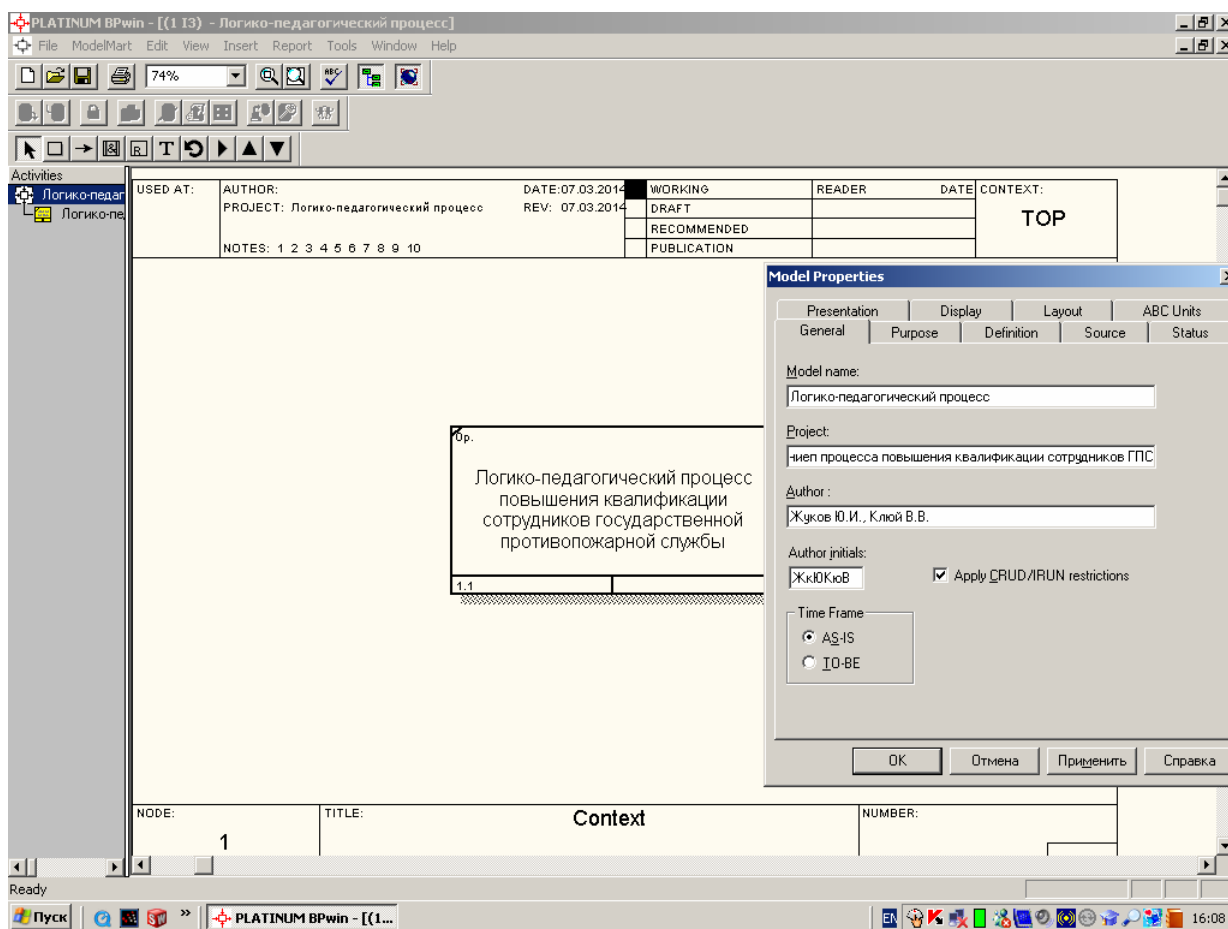 PLATINUM BPwin - [(1 I3) - Логико-педагогический процесс]
File ModelMart Edit View Insert Report Tools Window Help
74%
Activities
Логико-педаг
Логико-пе
USED AT:
AUTHOR:
DATE:07.03.2014
PROJECT: Логико-педагогический процесс
REV: 07.03.2014
NOTES: 1 2 3 4 5 6 7 8 9 10
WORKING
DRAFT
RECOMMENDED
PUBLICATION
READER DATE
CONTEXT:
TOP
0р.
Логико-педагогический процесс
повышения квалификации
сотрудников государственной
противопожарной службы
1.1
Model Properties
Presentation Display Layout ABC Units
General Purpose Definition Source Status
Model name:
Логико-педагогический процесс
Project:
ниеп процесса повышения квалификации сотрудников ГПС
Author :
Жуков Ю.И., Клюй В.В.
Author initials:
ЖкЮКюВ
Apply CRUD/IRUN restrictions
Time Frame
AS-IS
TO-BE
OK Отмена Применить Справка
NODE:
1
TITLE:
Context
NUMBER:
Ready
Пуск
PLATINUM BPwin - [(1...
EN
16:08